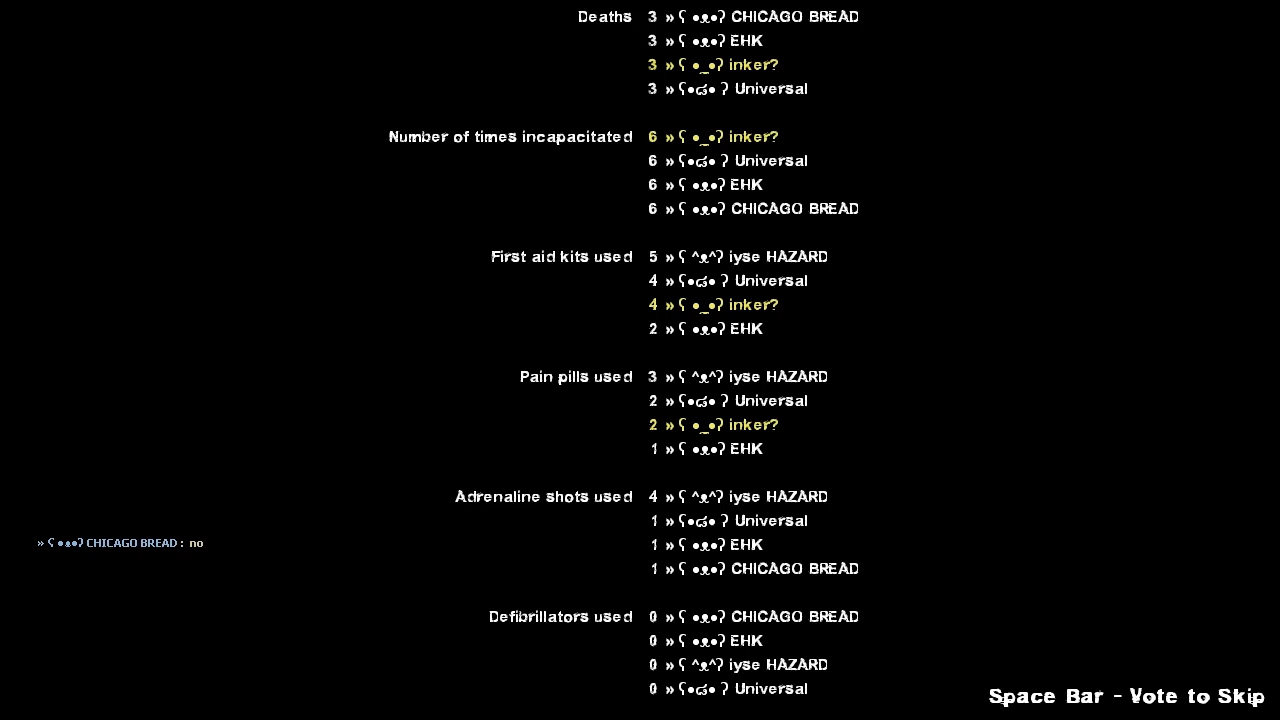 Deaths 3 » ʕ •ᴥ•ʔ CHICAGO BREAD
3 » ʕ •ᴥ•ʔ EHK
3 » ʕ •_•ʔ inker?
3 » ʕ•ఠ• ʔ Universal
Number of times incapacitated 6 » ʕ •_•ʔ inker?
6 » ʕ•ఠ• ʔ Universal
6 » ʕ •ᴥ•ʔ EHK
6 » ʕ •ᴥ•ʔ CHICAGO BREAD
First aid kits used 5 » ʕ ^ᴥ^ʔ iyse HAZARD
4 » ʕ•ఠ• ʔ Universal
4 » ʕ •_•ʔ inker?
2 » ʕ •ᴥ•ʔ EHK
Pain pills used 3 » ʕ ^ᴥ^ʔ iyse HAZARD
2 » ʕ•ఠ• ʔ Universal
2 » ʕ •_•ʔ inker?
1 » ʕ •ᴥ•ʔ EHK
Adrenaline shots used 4 » ʕ ^ᴥ^ʔ iyse HAZARD
1 » ʕ•ఠ• ʔ Universal
» ʕ •ᴥ•ʔ CHICAGO BREAD : no
1 » ʕ •ᴥ•ʔ EHK
1 » ʕ •ᴥ•ʔ CHICAGO BREAD
Defibrillators used 0 » ʕ •ᴥ•ʔ CHICAGO BREAD
0 » ʕ •ᴥ•ʔ EHK
0 » ʕ ^ᴥ^ʔ iyse HAZARD
0 » ʕ•ఠ• ʔ Universal
Space Bar - Vote to Skip